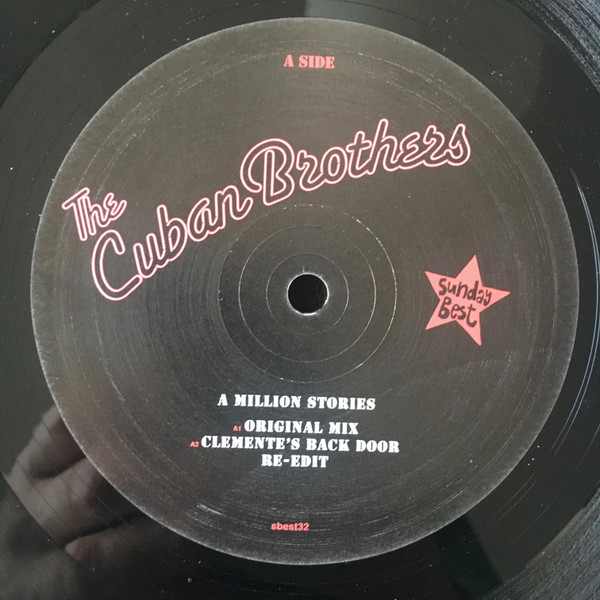 A SIDE
The
Cuban Brothers
Sunday
Best
A MILLION STORIES
A1 ORIGINAL MIX
A2 CLEMENTE'S BACK DOOR
RE-EDIT
sbest32